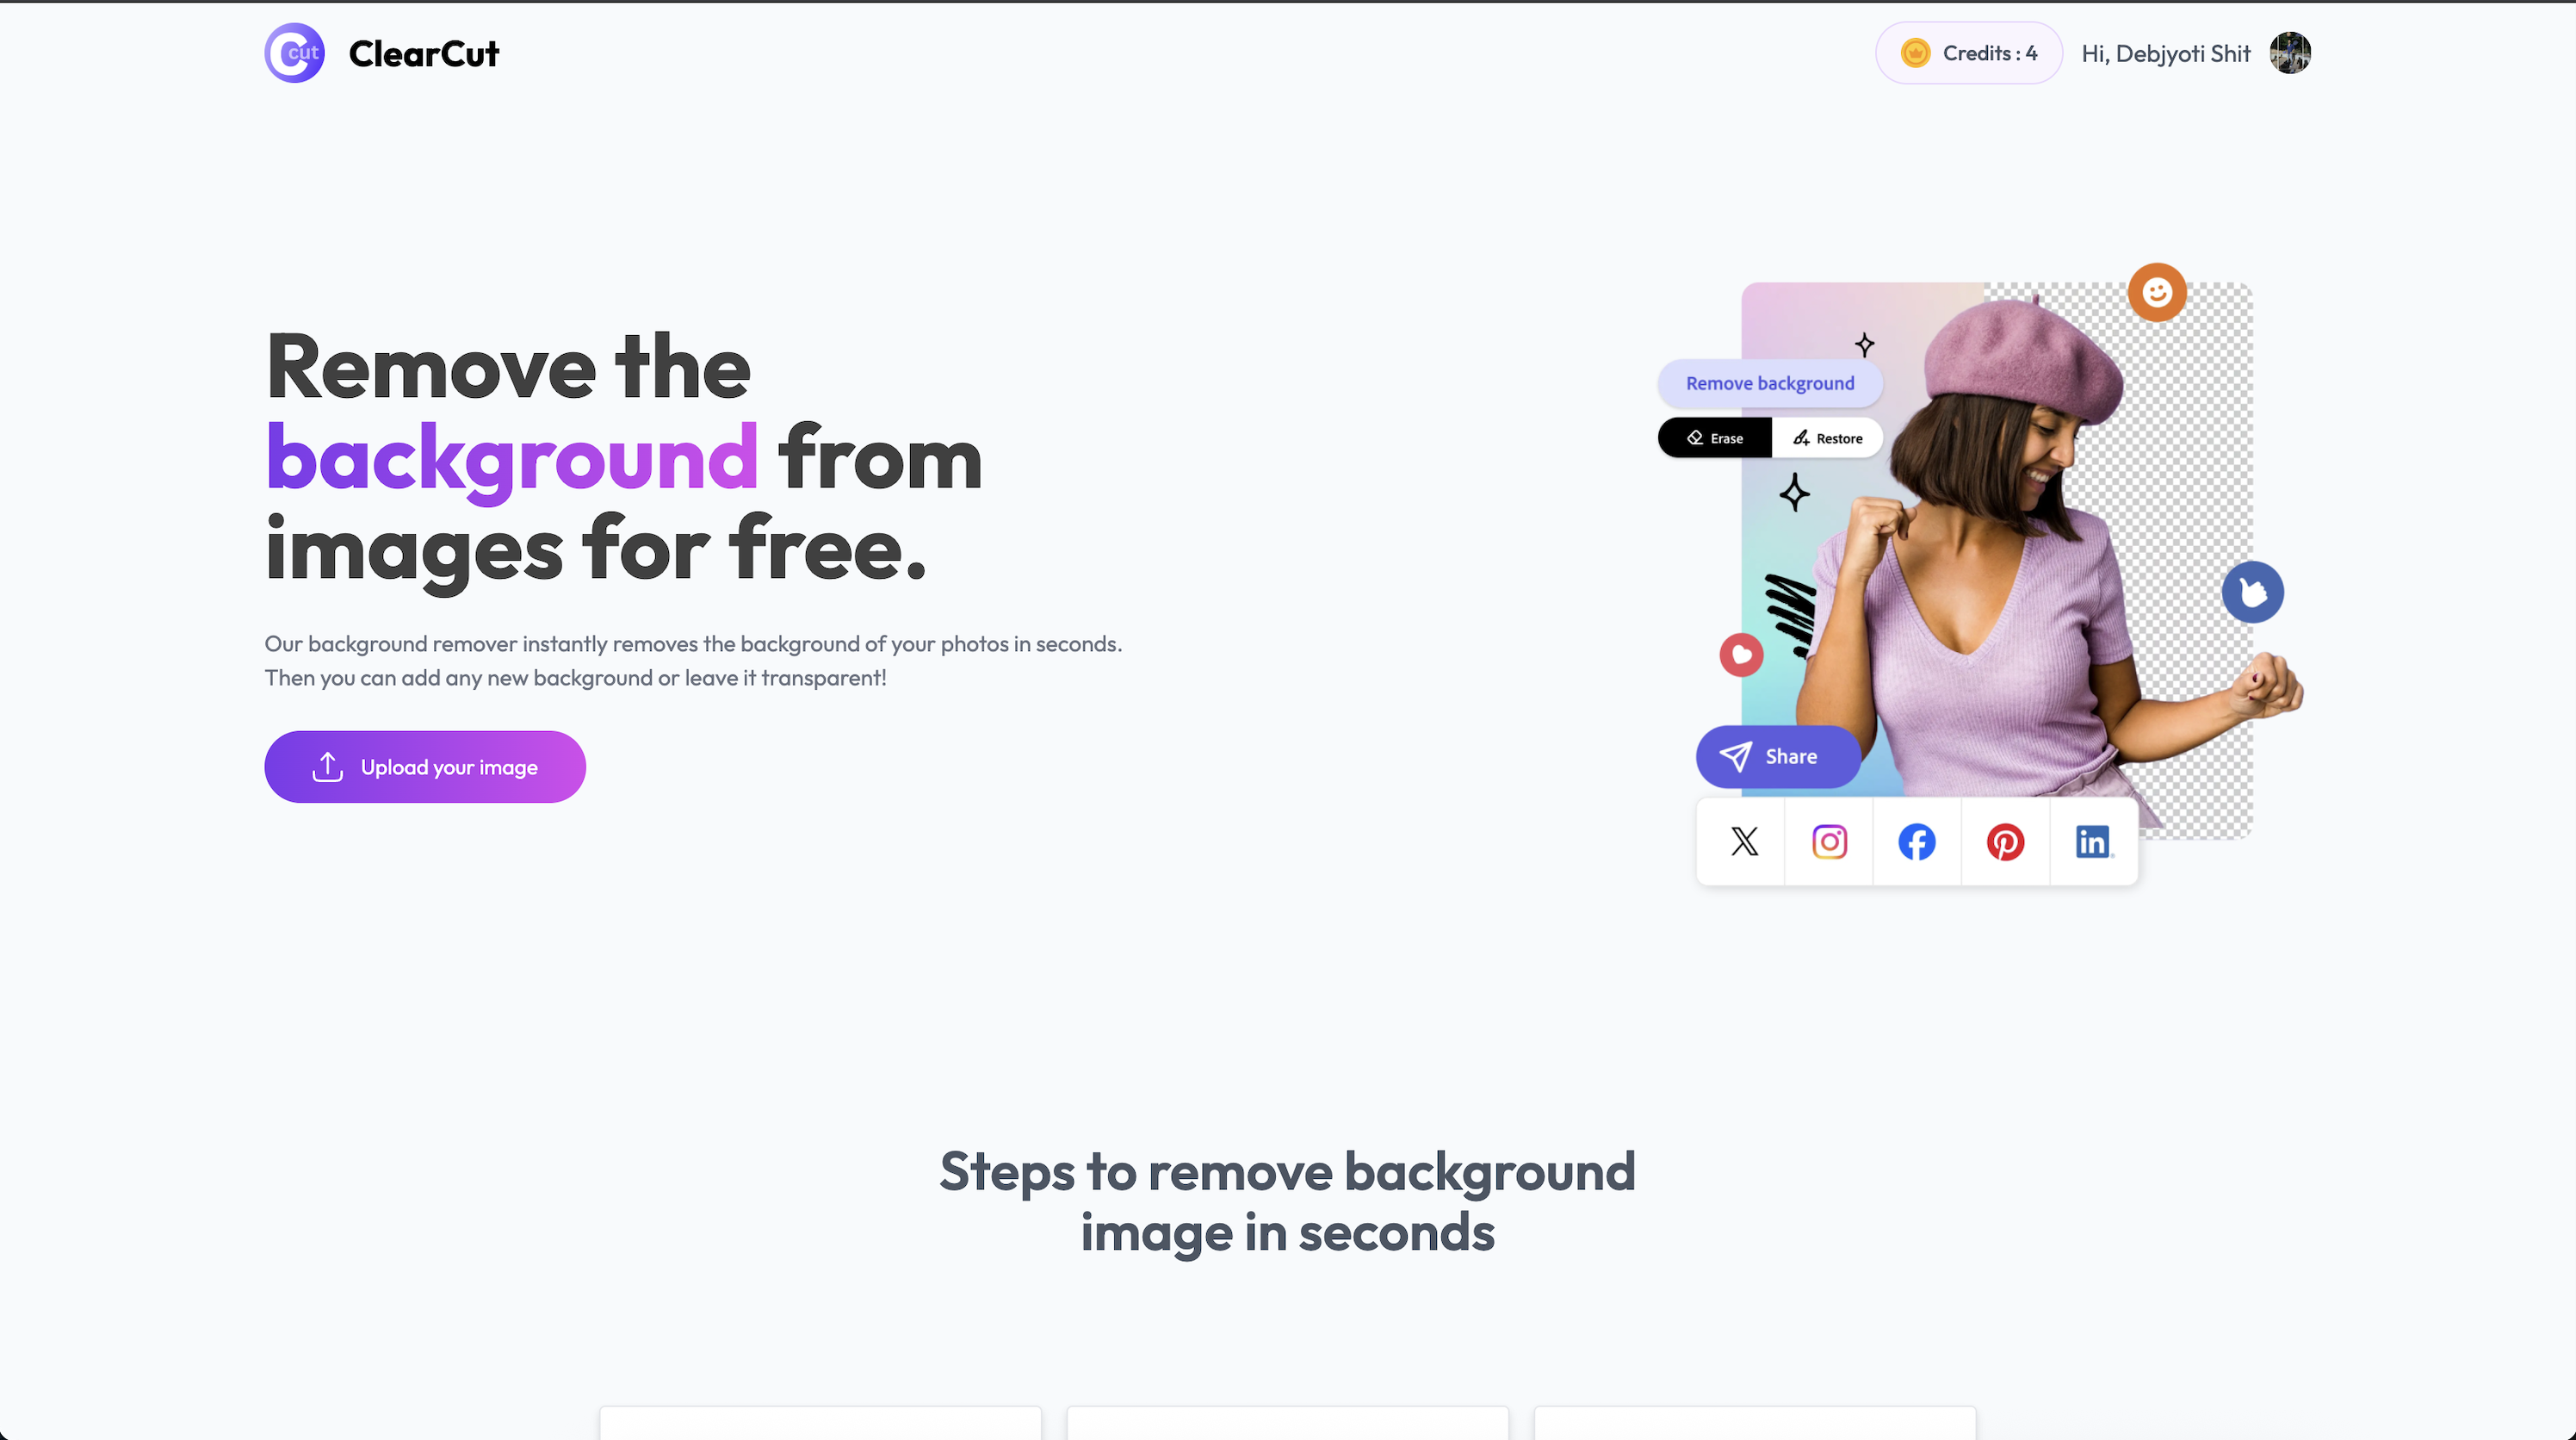 cut
ClearCut
Credits : 4
Hi, Debjyoti Shit
Remove the
background from
images for free.
Our background remover instantly removes the background of your photos in seconds.
Then you can add any new background or leave it transparent!
Upload your image
Remove background
Erase
Restore
Share
Steps to remove background
image in seconds